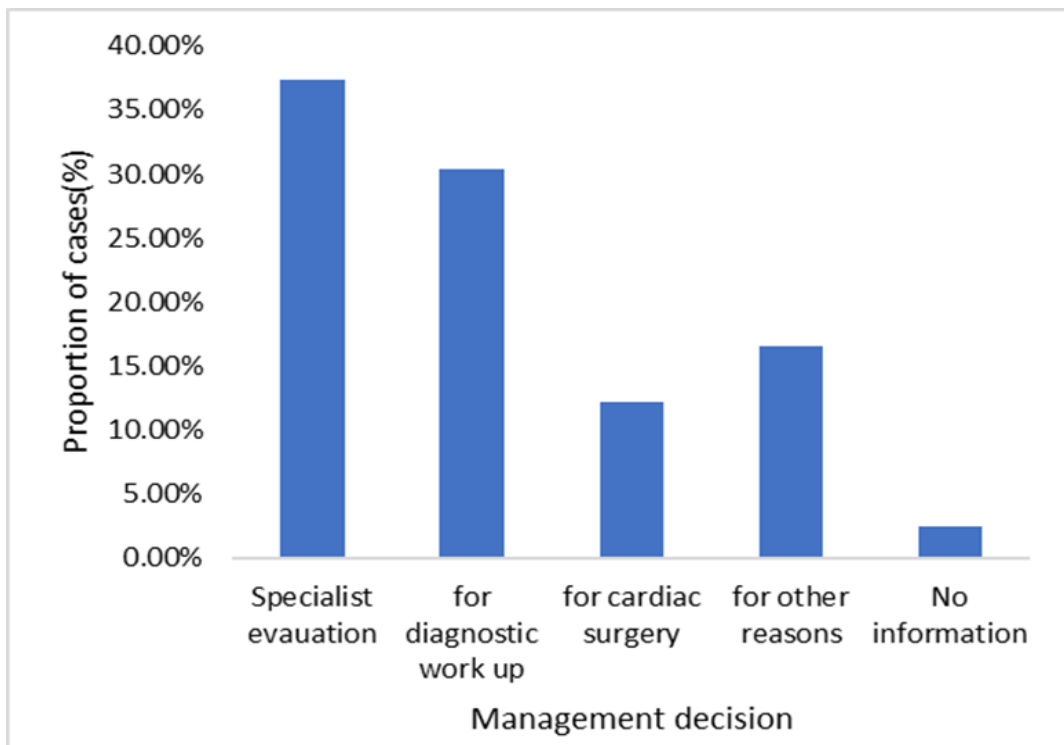 40.00%
35.00%
30.00%
25.00%
20.00%
15.00%
10.00%
5.00%
0.00%
Proportion of cases(%)
Specialist evauation
for diagnostic work up
for cardiac surgery
for other reasons
No information
Management decision